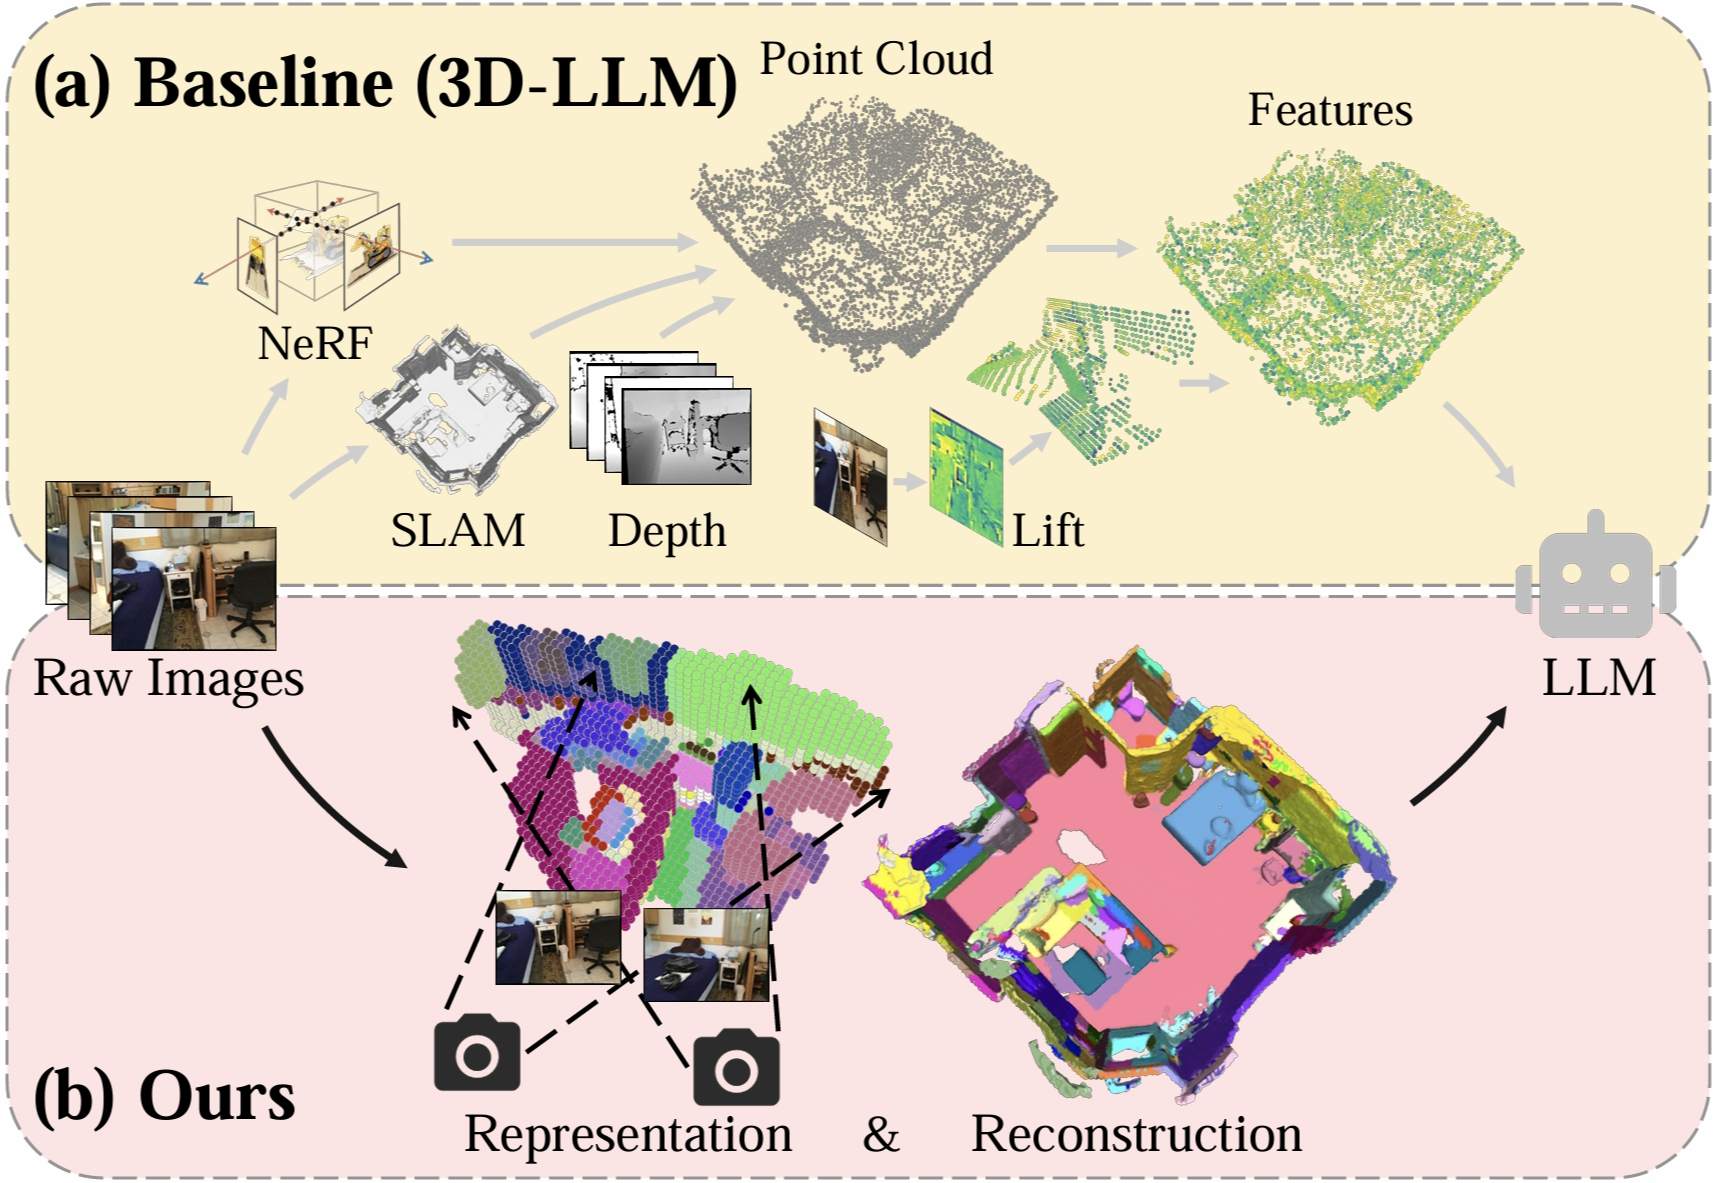 (a) Baseline (3D-LLM)
Point Cloud
Features
NeRF
SLAM
Depth
Lift
Raw Images
LLM
(b) Ours
Representation & Reconstruction